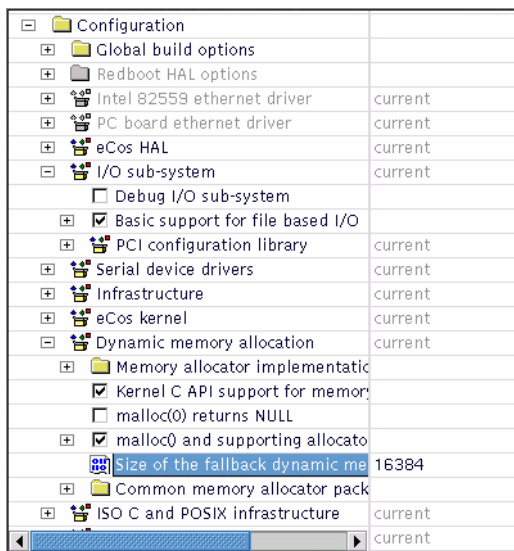 Configuration
Global build options
Redboot HAL options
Intel 82559 ethernet driver current
PC board ethernet driver current
eCos HAL current
I/O sub-system current
Debug I/O sub-system
Basic support for file based I/O
PCI configuration library current
Serial device drivers current
Infrastructure current
eCos kernel current
Dynamic memory allocation current
Memory allocator implementatic
Kernel C API support for memory
malloc(0) returns NULL
malloc() and supporting allocato
Size of the fallback dynamic me 16384
Common memory allocator pack
ISO C and POSIX infrastructure current
current